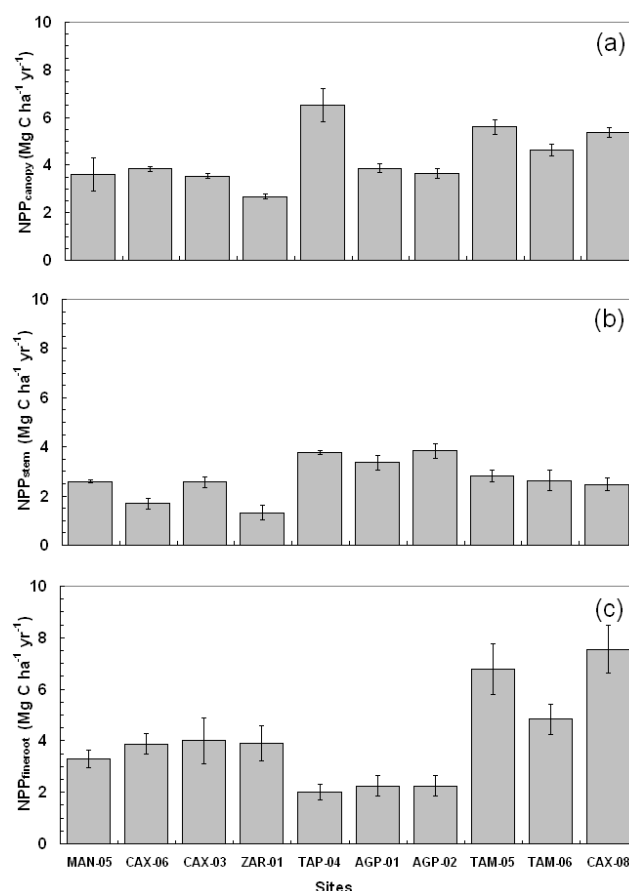 10
(a)
8
6
4
2
0
NPPcanopy (Mg C ha-1 yr-1)
10
(b)
8
6
4
2
0
NPPstem (Mg C ha-1 yr-1)
10
(c)
8
6
4
2
0
NPPfineroot (Mg C ha-1 yr-1)
MAN-05 CAX-06 CAX-03 ZAR-01 TAP-04 AGP-01 AGP-02 TAM-05 TAM-06 CAX-08
Sites